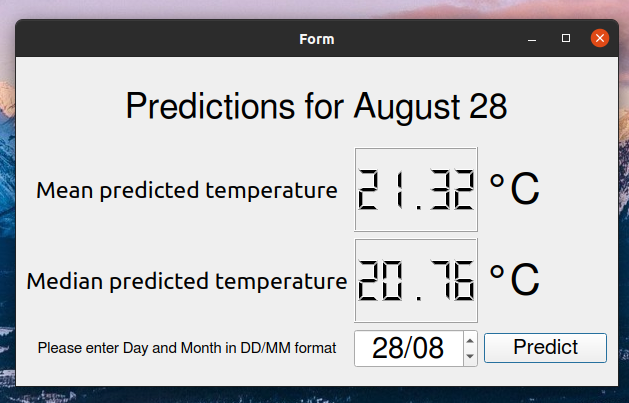 Form
Predictions for August 28
Mean predicted temperature 21.32 °C
Median predicted temperature 20.76 °C
Please enter Day and Month in DD/MM format 28/08 Predict